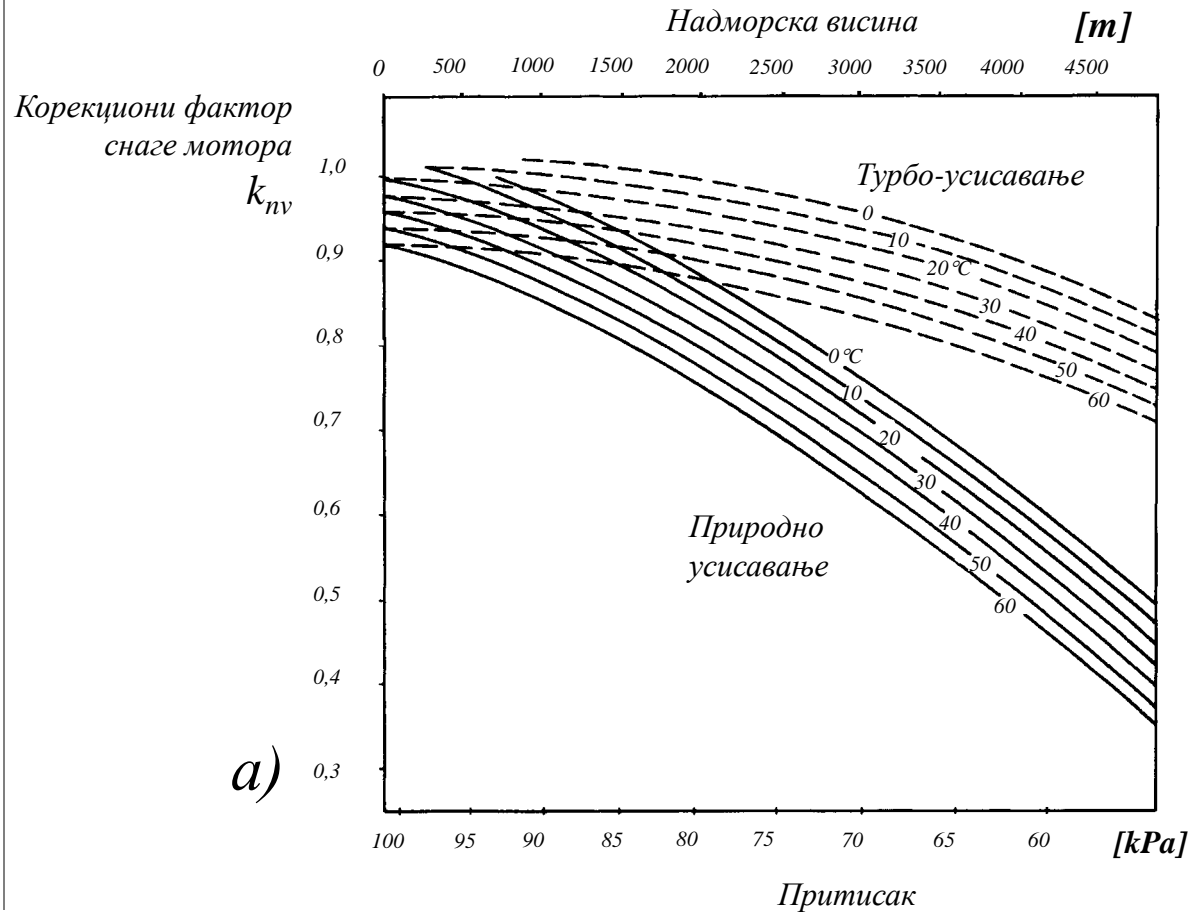 Надморска висина [m]
0 500 1000 1500 2000 2500 3000 3500 4000 4500
Корекциони фактор
снаге мотора
k_nv
1,0
0,9
0,8
0,7
0,6
0,5
0,4
0,3
Турбо-усисавање
0
10
20°C
30
40
50
60
0°C
10
20
30
40
50
60
Природно
усисавање
a)
100 95 90 85 80 75 70 65 60 [kPa]
Притисак